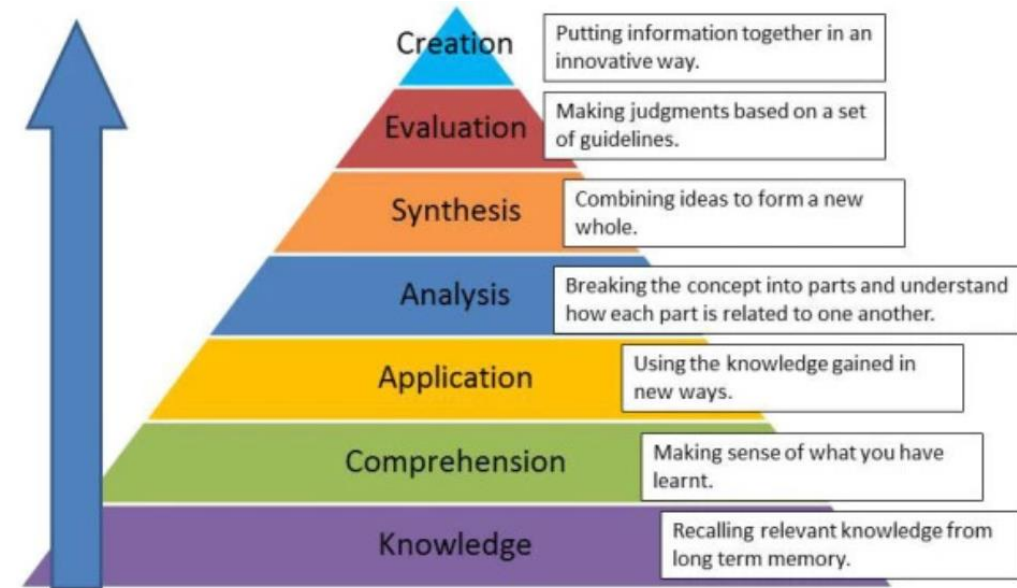 Creation
Putting information together in an
innovative way.
Evaluation
Making judgments based on a set
of guidelines.
Synthesis
Combining ideas to form a new
whole.
Analysis
Breaking the concept into parts and understand
how each part is related to one another.
Application
Using the knowledge gained in
new ways.
Comprehension
Making sense of what you have
learnt.
Knowledge
Recalling relevant knowledge from
long term memory.